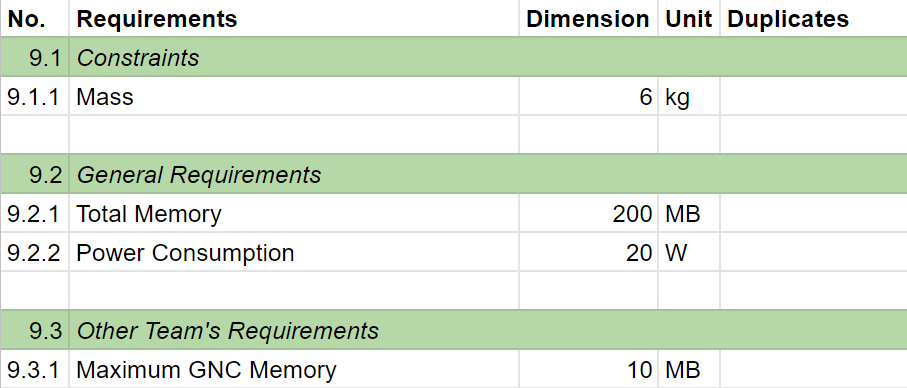 No. Requirements Dimension Unit Duplicates
9.1 Constraints
9.1.1 Mass 6 kg
9.2 General Requirements
9.2.1 Total Memory 200 MB
9.2.2 Power Consumption 20 W
9.3 Other Team's Requirements
9.3.1 Maximum GNC Memory 10 MB